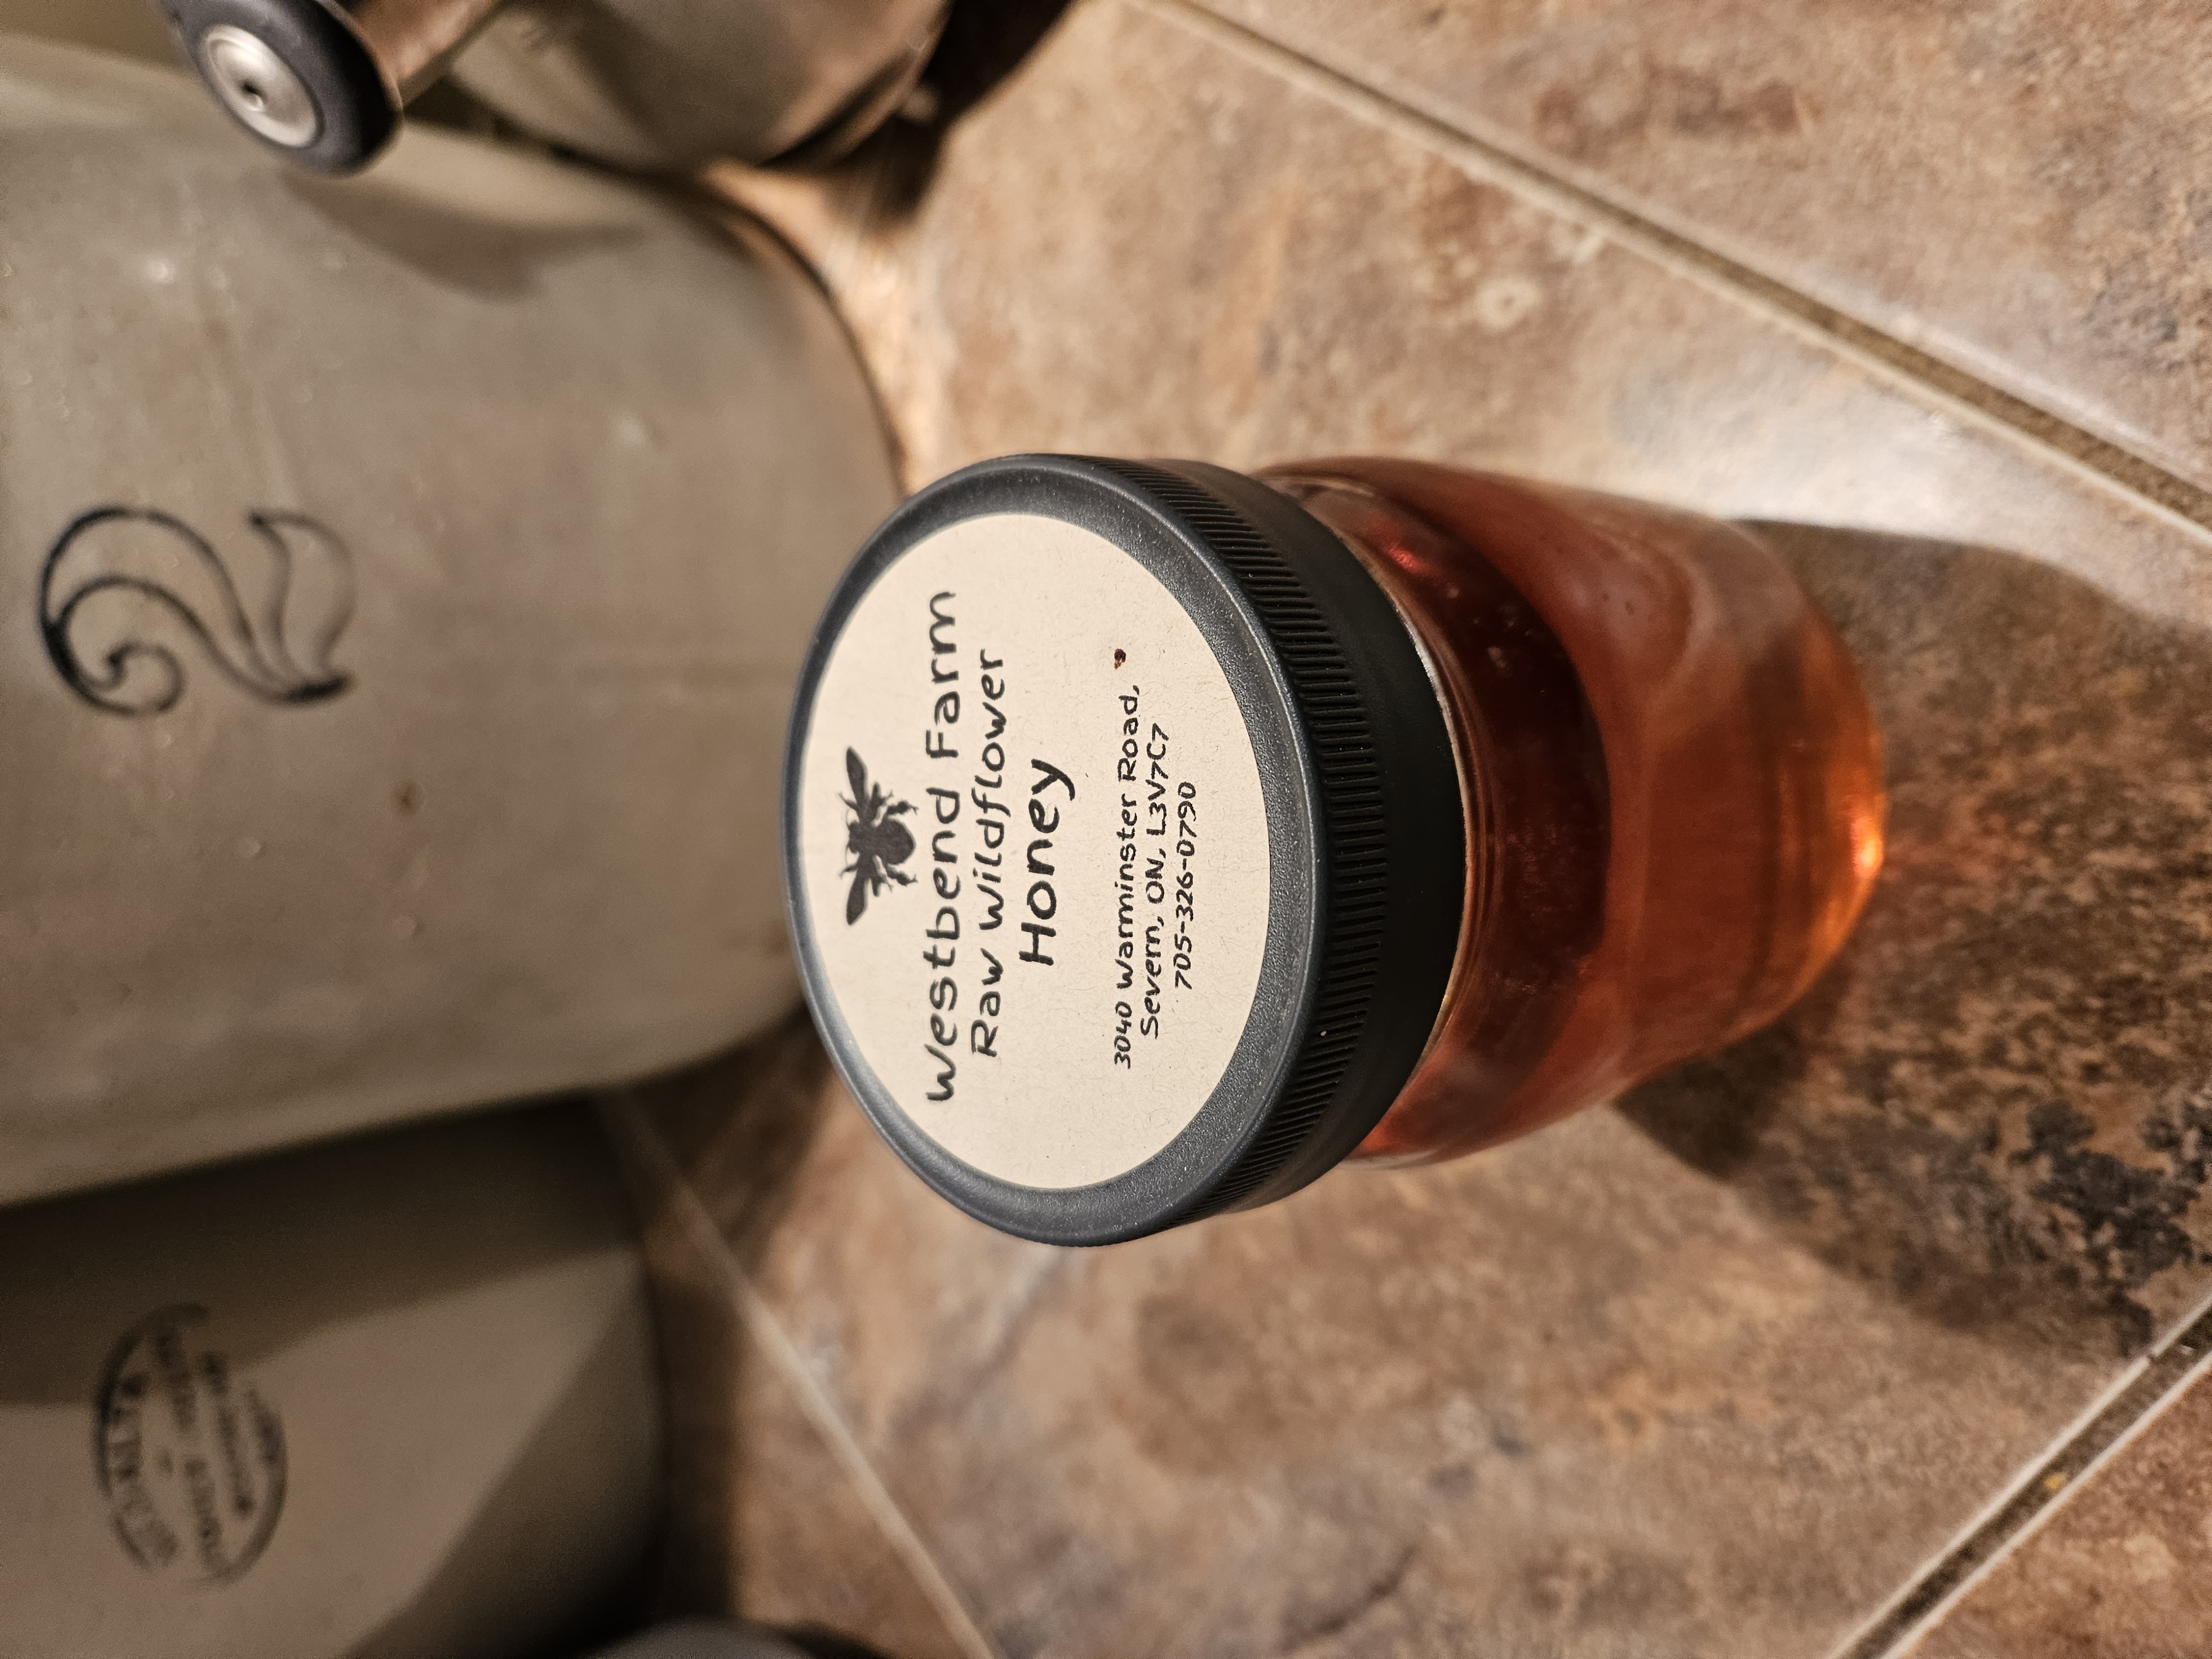 2
Westbend Farm
Raw Wildflower
Honey
3040 Warminster Road,
Severn, ON, L3V7C7
705-326-0790